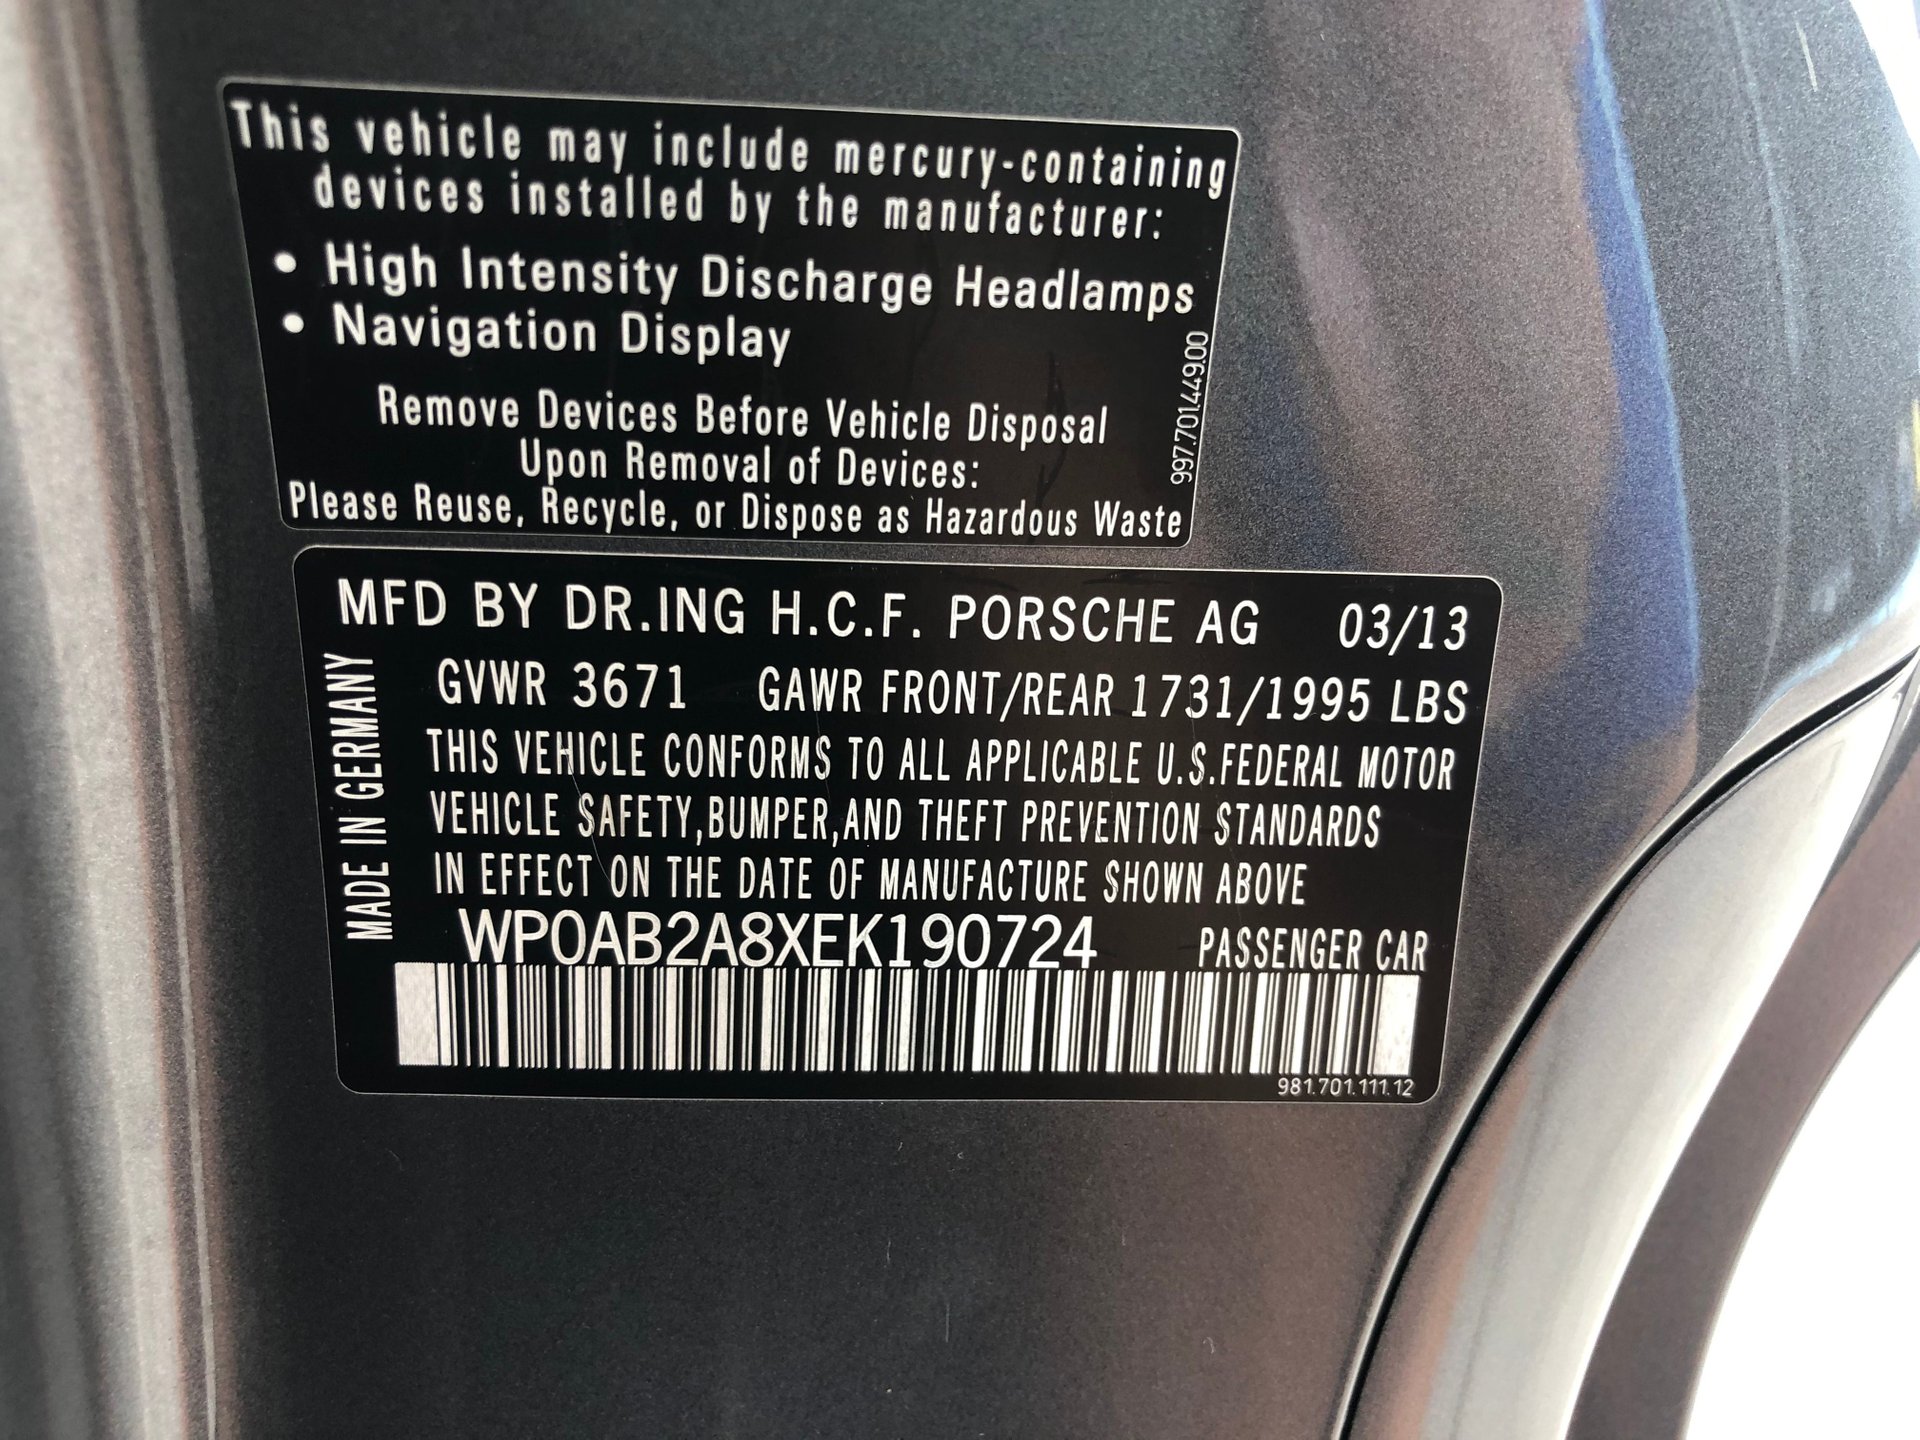 This vehicle may include mercury-containing
devices installed by the manufacturer:
• High Intensity Discharge Headlamps
• Navigation Display
Remove Devices Before Vehicle Disposal
Upon Removal of Devices:
Please Reuse, Recycle, or Dispose as Hazardous Waste
997.701.449.00
MFD BY DR.ING H.C.F. PORSCHE AG 03/13
GVWR 3671 GAWR FRONT/REAR 1731/1995 LBS
THIS VEHICLE CONFORMS TO ALL APPLICABLE U.S.FEDERAL MOTOR
VEHICLE SAFETY,BUMPER,AND THEFT PREVENTION STANDARDS
IN EFFECT ON THE DATE OF MANUFACTURE SHOWN ABOVE
WP0AB2A8XEK190724 PASSENGER CAR
981.701.111.12
MADE IN GERMANY